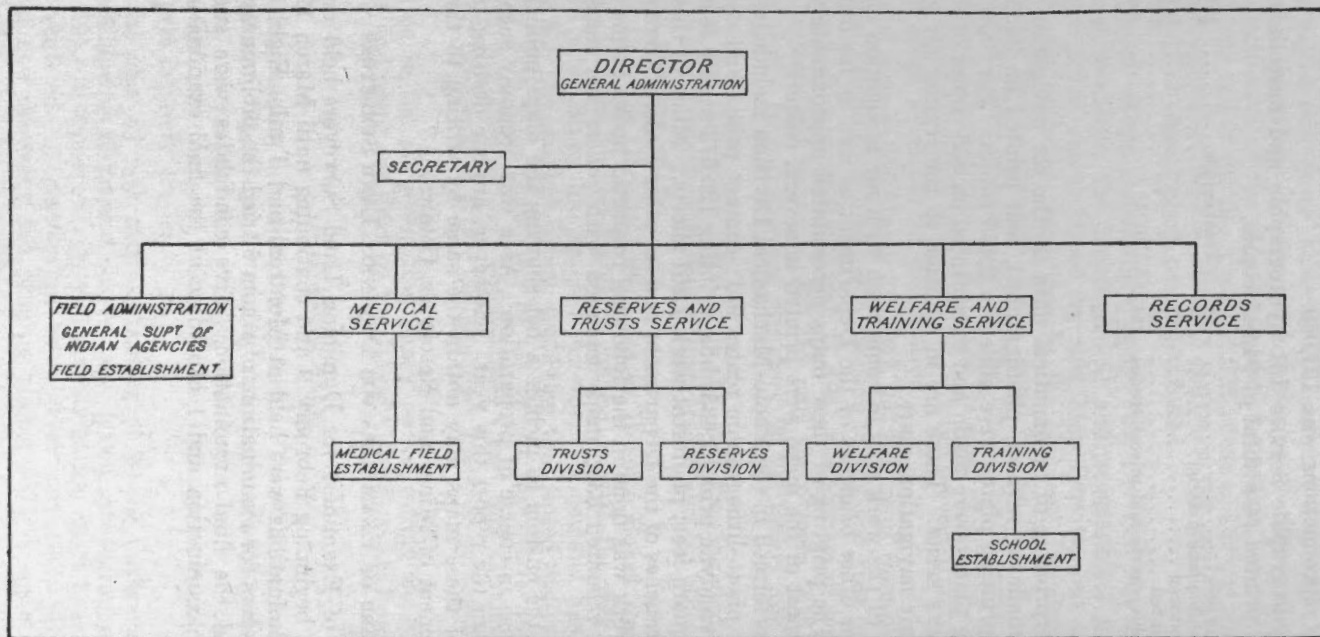 DIRECTOR
GENERAL ADMINISTRATION
SECRETARY
FIELD ADMINISTRATION
GENERAL SUPT OF
INDIAN AGENCIES
FIELD ESTABLISHMENT
MEDICAL
SERVICE
RESERVES AND
TRUSTS SERVICE
WELFARE AND
TRAINING SERVICE
RECORDS
SERVICE
MEDICAL FIELD
ESTABLISHMENT
TRUSTS
DIVISION
RESERVES
DIVISION
WELFARE
DIVISION
TRAINING
DIVISION
SCHOOL
ESTABLISHMENT